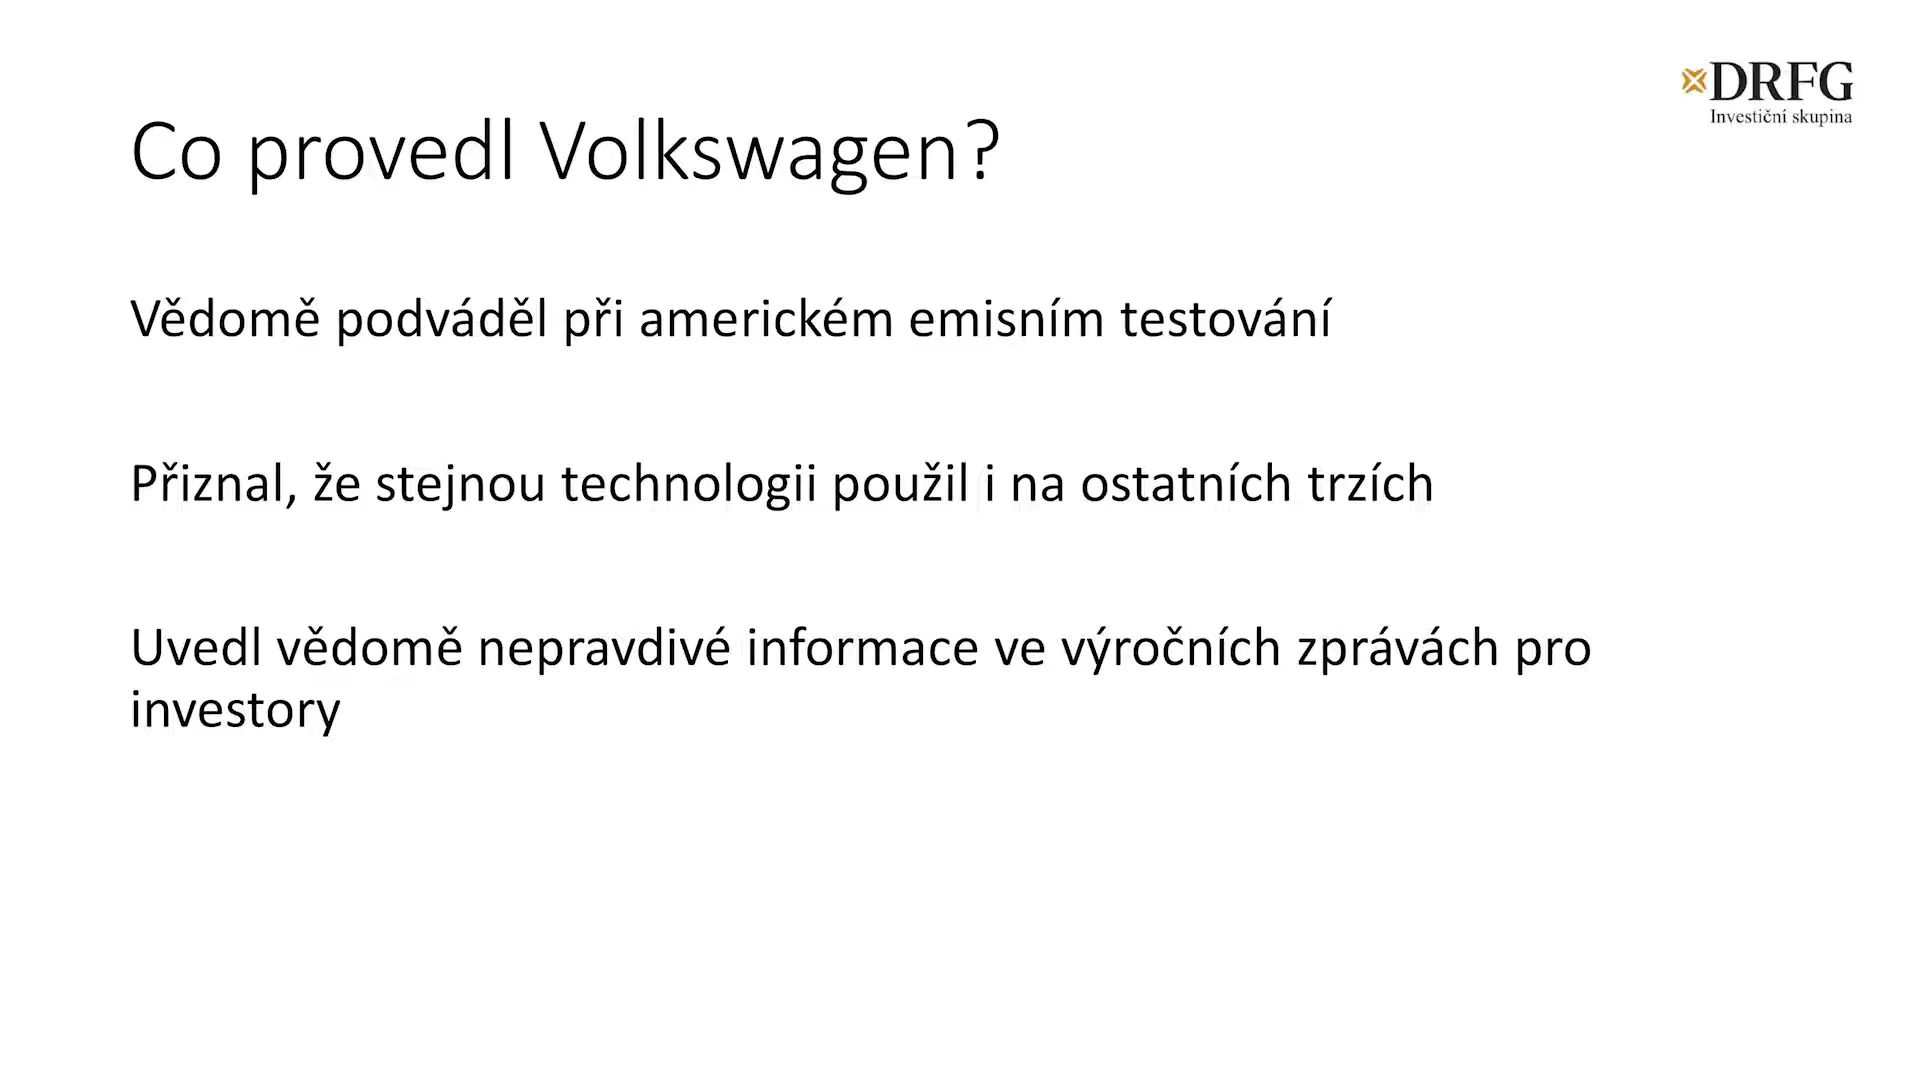 DRFG
Investiční skupina
Co provedl Volkswagen?
Vědomě podváděl při americkém emisním testování
Přiznal, že stejnou technologii použil i na ostatních trzích
Uvedl vědomě nepravdivé informace ve výročních zprávách pro
investory